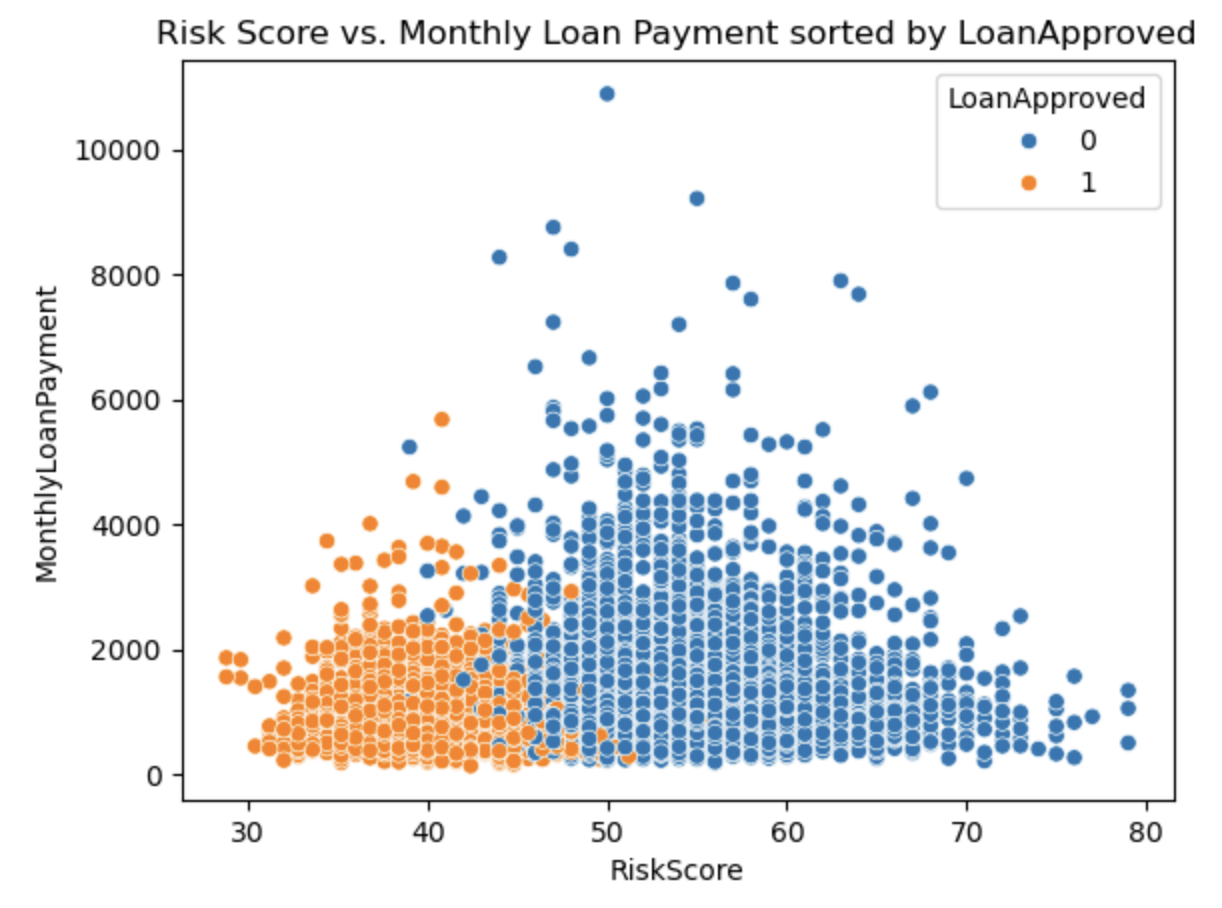 Risk Score vs. Monthly Loan Payment sorted by LoanApproved
LoanApproved
0
1
10000
8000
6000
4000
2000
0
MonthlyLoanPayment
30 40 50 60 70 80
RiskScore